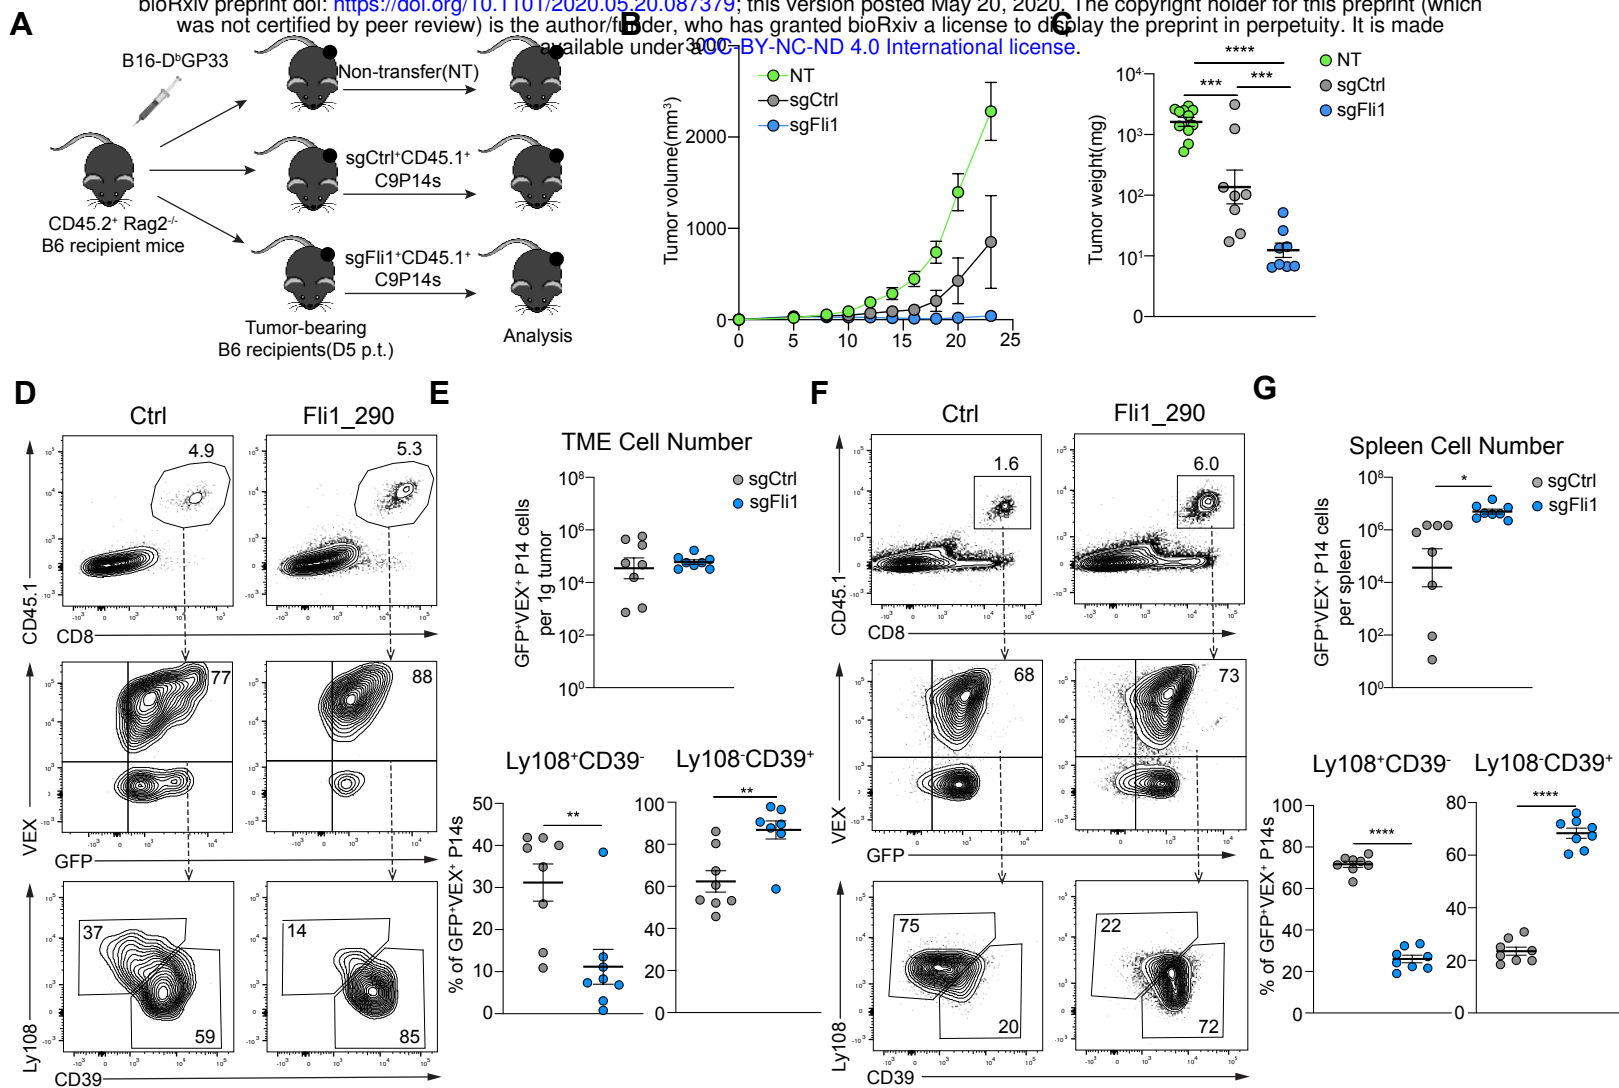 bioRxiv preprint doi: https://doi.org/10.1101/2020.05.20.087379; this version posted May 20, 2020. The copyright holder for this preprint (which
was not certified by peer review) is the author/funder, who has granted bioRxiv a license to display the preprint in perpetuity. It is made
available under aCC-BY-NC-ND 4.0 International license.
A
B16-DᵇGP33
CD45.2⁺ Rag2⁻/⁻
B6 recipient mice
Non-transfer(NT)
sgCtrl⁺CD45.1⁺
C9P14s
sgFli1⁺CD45.1⁺
C9P14s
Tumor-bearing
B6 recipients(D5 p.t.)
Analysis
B
Tumor volume(mm³)
3000
2000
1000
0
0 5 10 15 20 25
NT
sgCtrl
sgFli1
C
Tumor weight(mg)
10⁴
10³
10²
10¹
0
****
*** ***
NT
sgCtrl
sgFli1
D
Ctrl Fli1_290
4.9 5.3
CD45.1
CD8
77 88
VEX
GFP
37 14
59 85
Ly108
CD39
E
TME Cell Number
GFP⁺VEX⁺ P14 cells
per 1g tumor
10⁸
10⁶
10⁴
10²
10⁰
sgCtrl
sgFli1
Ly108⁺CD39⁻ Ly108⁻CD39⁺
% of GFP⁺VEX⁺ P14s
50
40
30
20
10
0
**
100
80
60
40
20
0
**
F
Ctrl Fli1_290
1.6 6.0
CD45.1
CD8
68 73
VEX
GFP
75 22
20 72
Ly108
CD39
G
Spleen Cell Number
GFP⁺VEX⁺ P14 cells
per spleen
10⁸
10⁶
10⁴
10²
10⁰
*
sgCtrl
sgFli1
Ly108⁺CD39⁻ Ly108⁻CD39⁺
% of GFP⁺VEX⁺ P14s
100
80
60
40
20
0
****
80
60
40
20
0
****